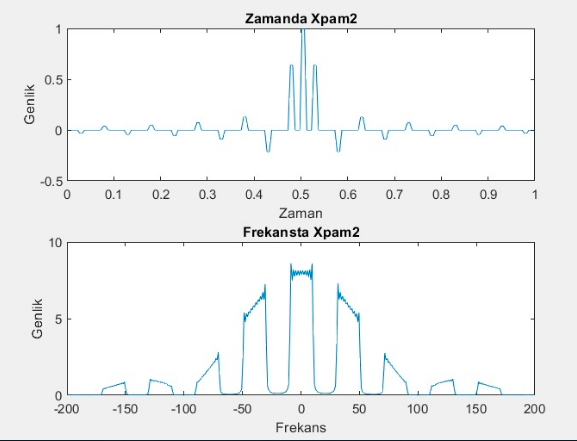 Zamanda Xpam2
1
0.5
0
-0.5
Genlik
0 0.1 0.2 0.3 0.4 0.5 0.6 0.7 0.8 0.9 1
Zaman
Frekansta Xpam2
10
5
0
Genlik
-200 -150 -100 -50 0 50 100 150 200
Frekans